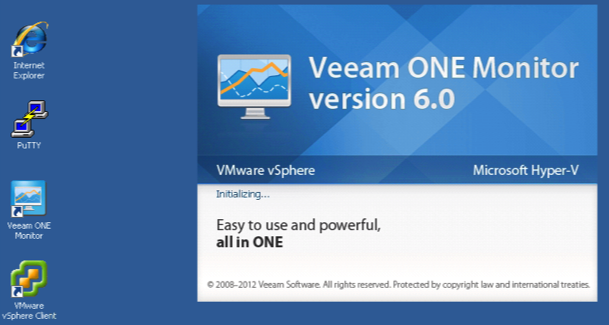 Internet
Explorer
PuTTY
Veeam ONE
Monitor
VMware
vSphere Client
Veeam ONE Monitor
version 6.0
VMware vSphere
Microsoft Hyper-V
Initializing...
Easy to use and powerful,
all in ONE
© 2008-2012 Veeam Software. All rights reserved. Protected by copyright law and international treaties.